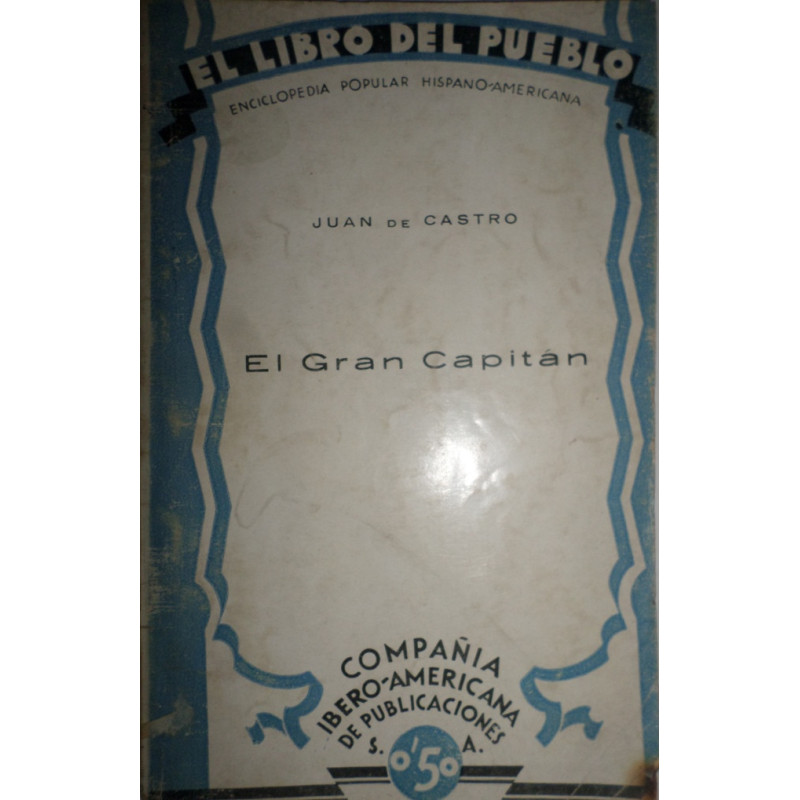 EL LIBRO DEL PUEBLO
ENCICLOPEDIA POPULAR HISPANO-AMERICANA
JUAN DE CASTRO
El Gran Capitán
COMPAÑIA
IBERO-AMERICANA
DE PUBLICACIONES
S. A.
0'50